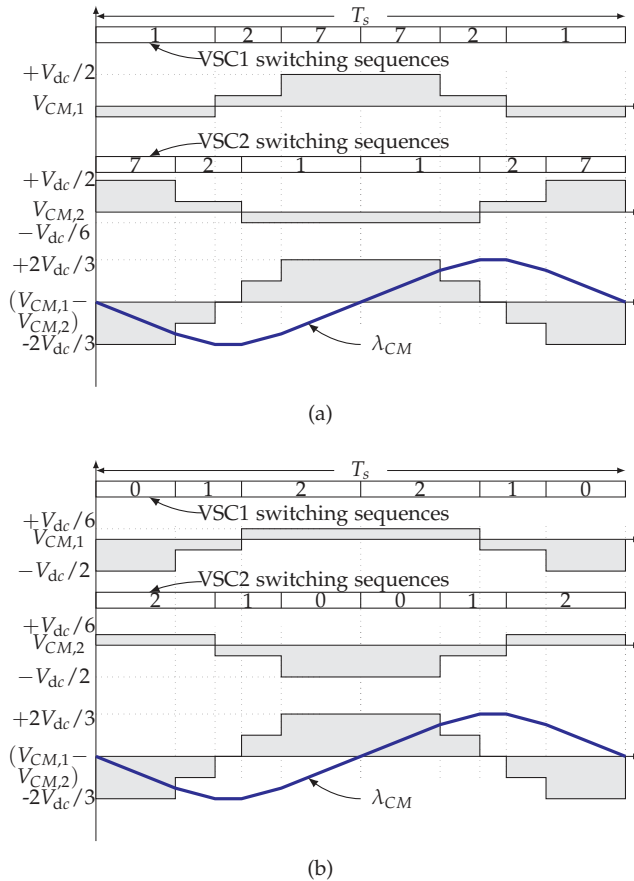 T_s
1 2 7 7 2 1
VSC1 switching sequences
+V_dc/2
V_CM,1
VSC2 switching sequences
7 2 1 1 2 7
+V_dc/2
V_CM,2
−V_dc/6
+2V_dc/3
(V_CM,1−
V_CM,2)
-2V_dc/3
λ_CM
(a)
T_s
0 1 2 2 1 0
VSC1 switching sequences
+V_dc/6
V_CM,1
−V_dc/2
VSC2 switching sequences
2 1 0 0 1 2
+V_dc/6
V_CM,2
−V_dc/2
+2V_dc/3
(V_CM,1−
V_CM,2)
-2V_dc/3
λ_CM
(b)